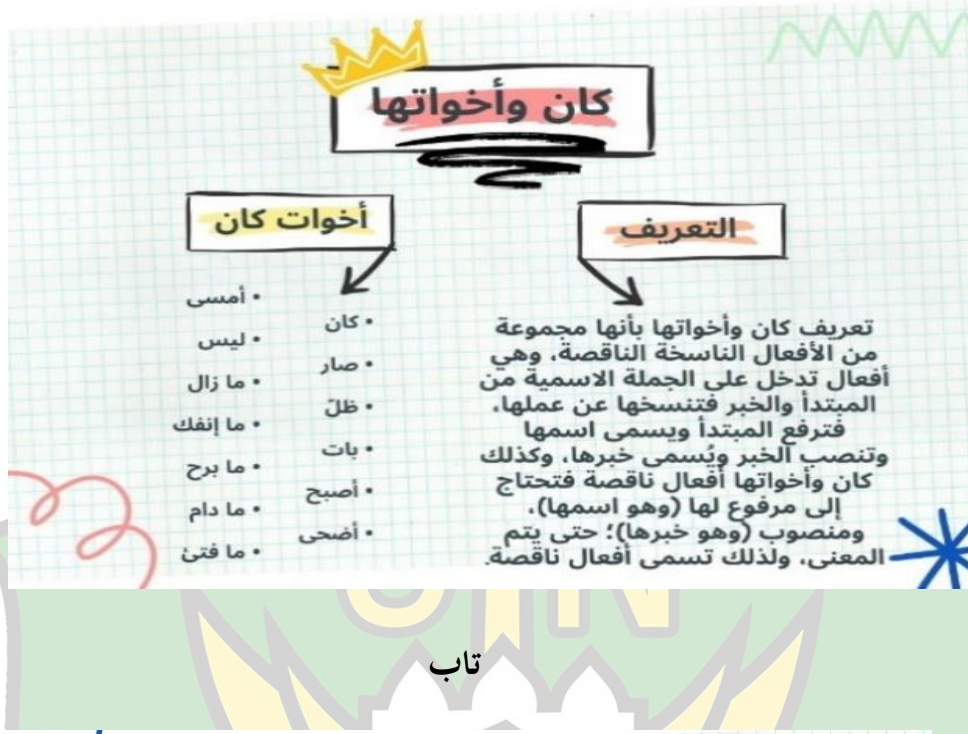 كان وأخواتها
التعريف
تعريف كان وأخواتها بأنها مجموعة
من الأفعال الناسخة الناقصة، وهي
أفعال تدخل على الجملة الاسمية من
المبتدأ والخبر فتنسخها عن عملها،
فترفع المبتدأ ويسمى اسمها
وتنصب الخبر ويُسمى خبرها، وكذلك
كان وأخواتها أفعال ناقصة فتحتاج
إلى مرفوع لها (وهو اسمها)،
ومنصوب (وهو خبرها)؛ حتى يتم
المعنى، ولذلك تسمى أفعال ناقصة.
أخوات كان
• كان
• صار
• ظلّ
• بات
• أصبح
• أضحى
• أمسى
• ليس
• ما زال
• ما إنفك
• ما برح
• ما دام
• ما فتئ
تاب